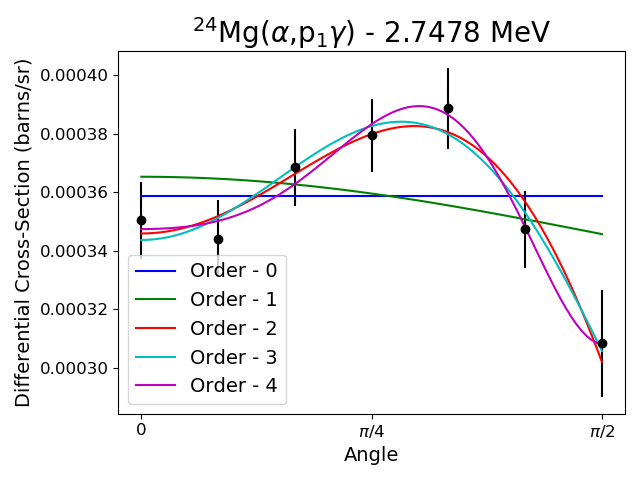 ²⁴Mg(α,p₁γ) - 2.7478 MeV
Differential Cross-Section (barns/sr)
0.00040
0.00038
0.00036
0.00034
0.00032
0.00030
Order - 0
Order - 1
Order - 2
Order - 3
Order - 4
0
π/4
π/2
Angle